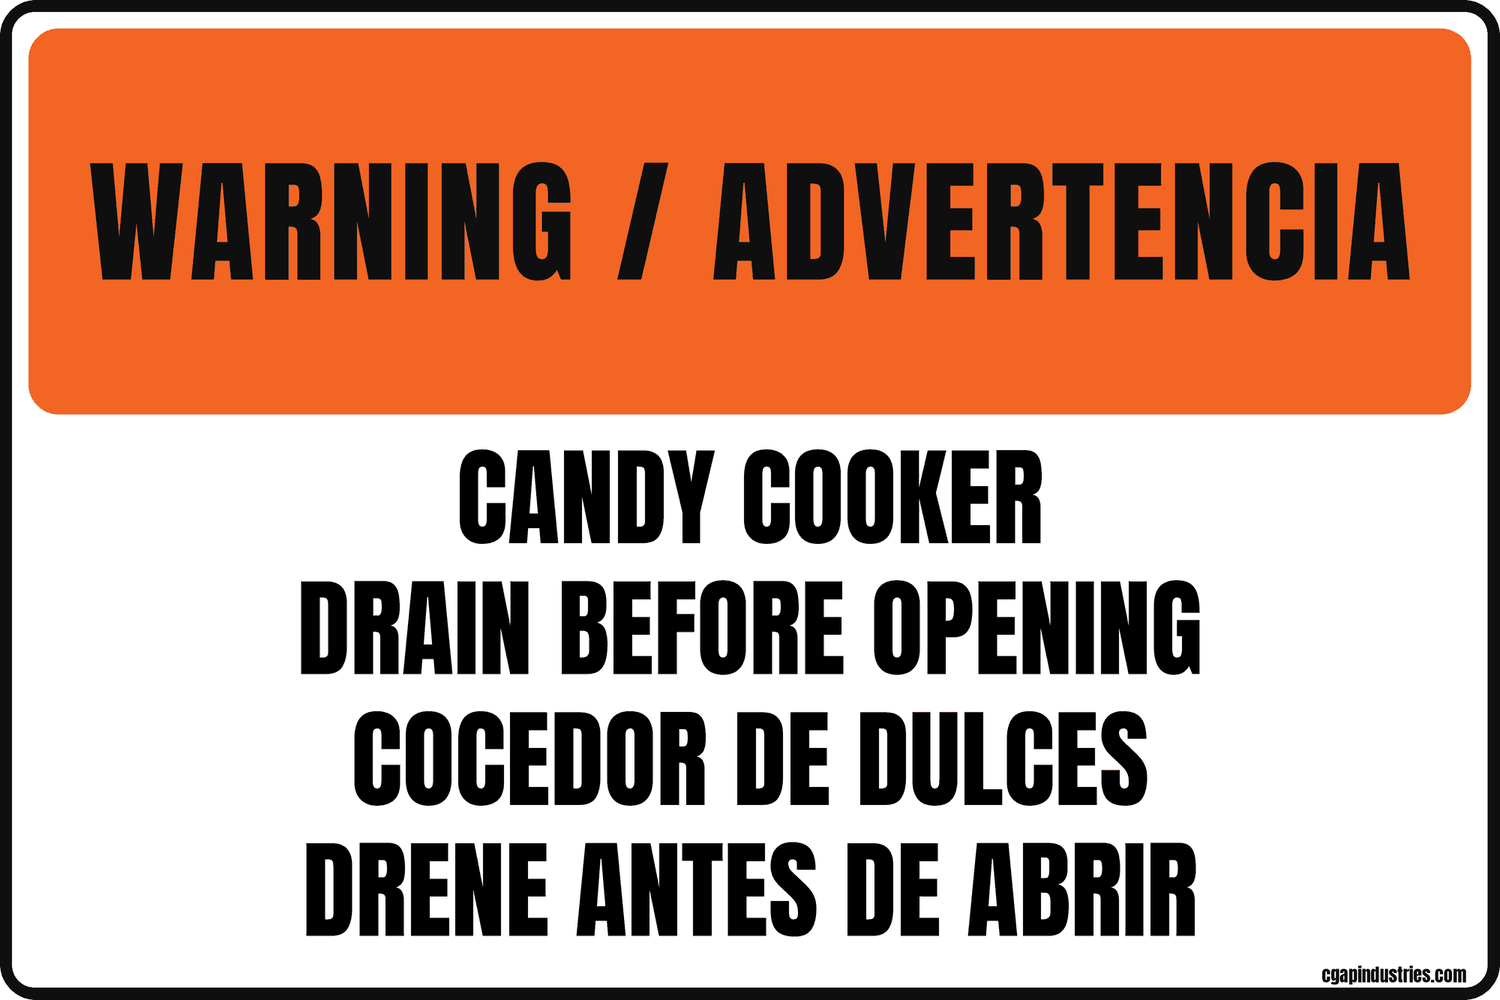 WARNING / ADVERTENCIA
CANDY COOKER
DRAIN BEFORE OPENING
COCEDOR DE DULCES
DRENE ANTES DE ABRIR
cgapindustries.com